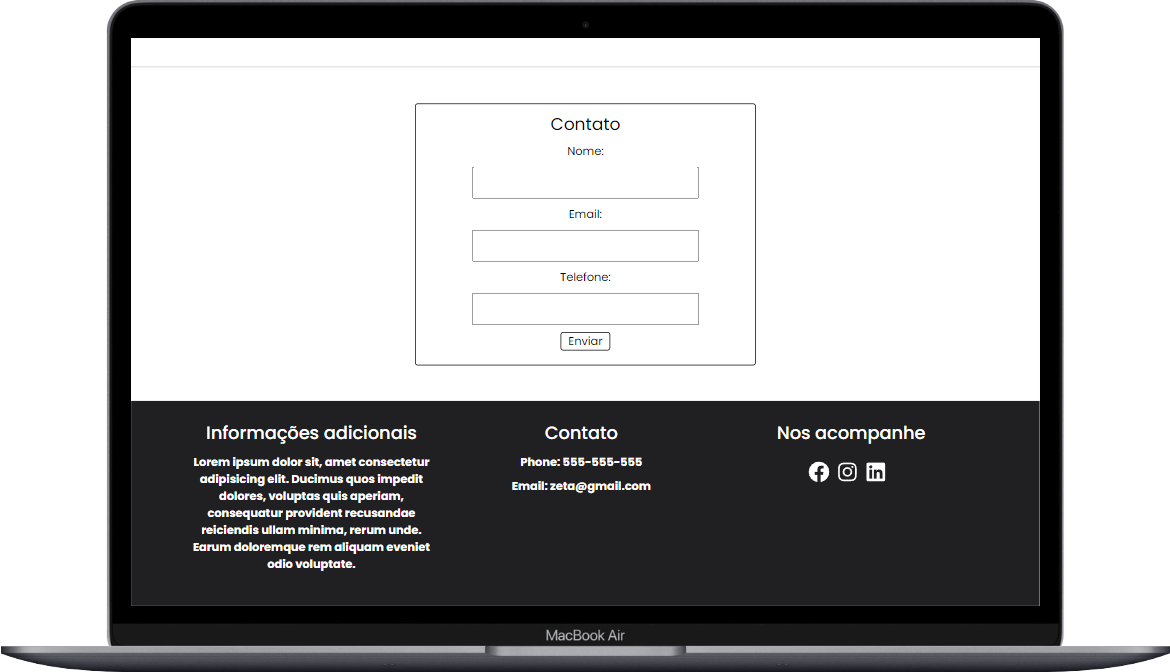 Contato
Nome:
Email:
Telefone:
Enviar
Informações adicionais
Lorem ipsum dolor sit, amet consectetur
adipisicing elit. Ducimus quos impedit
dolores, voluptas quis aperiam,
consequatur provident recusandae
reiciendis ullam minima, rerum unde.
Earum doloremque rem aliquam eveniet
odio voluptate.
Contato
Phone: 555-555-555
Email: zeta@gmail.com
Nos acompanhe
MacBook Air